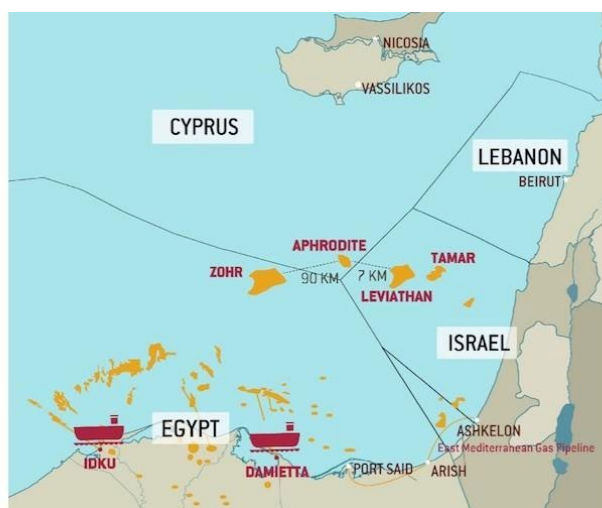 NICOSIA
VASSILIKOS
CYPRUS
LEBANON
BEIRUT
APHRODITE
TAMAR
ZOHR
90 KM
7 KM
LEVIATHAN
ISRAEL
EGYPT
ASHKELON
East Mediterranean Gas Pipeline
IDKU
DAMIETTA
PORT SAID
ARISH